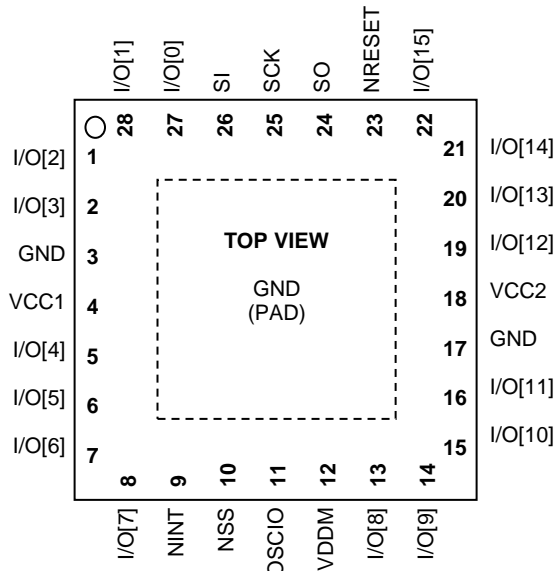 I/O[1]
I/O[0]
SI
SCK
SO
NRESET
I/O[15]
28
27
26
25
24
23
22
I/O[2] 1
I/O[3] 2
GND 3
VCC1 4
I/O[4] 5
I/O[5] 6
I/O[6] 7
TOP VIEW
GND
(PAD)
21 I/O[14]
20 I/O[13]
19 I/O[12]
18 VCC2
17 GND
16 I/O[11]
15 I/O[10]
8
9
10
11
12
13
14
I/O[7]
NINT
NSS
OSCIO
VDDM
I/O[8]
I/O[9]